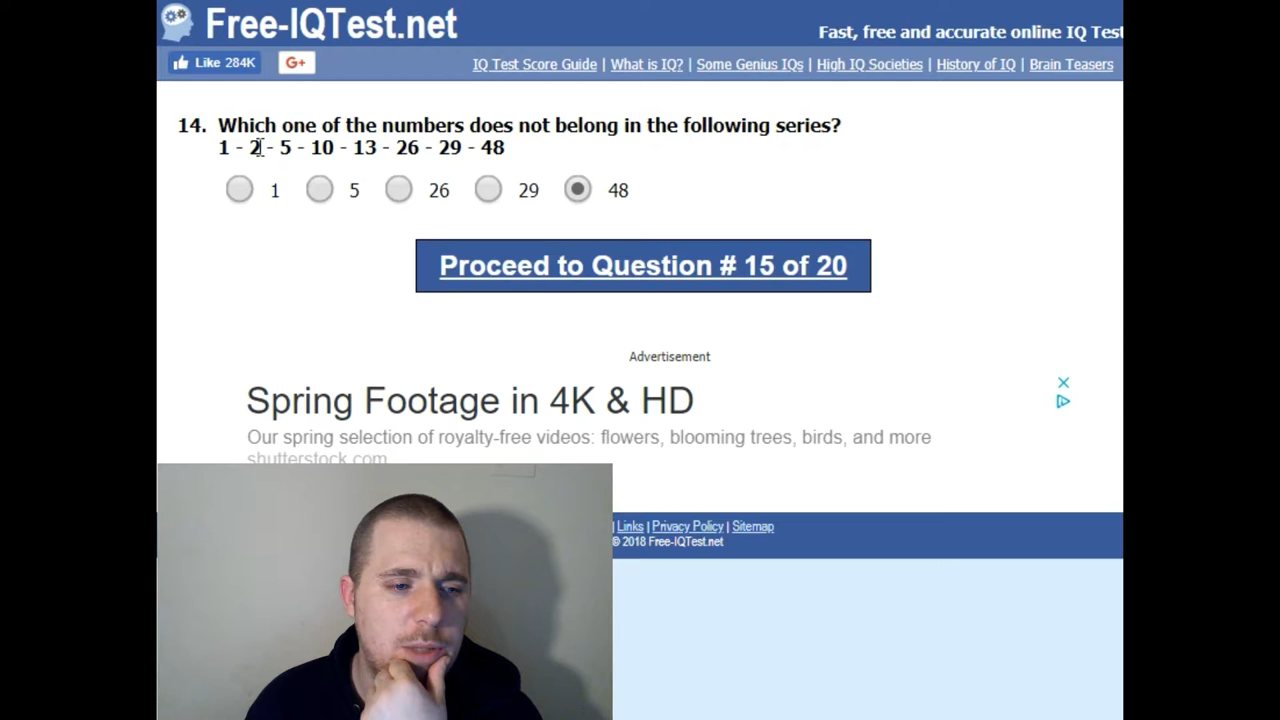 Free-IQTest.net
Fast, free and accurate online IQ Test
Like 284K
G+
IQ Test Score Guide | What is IQ? | Some Genius IQs | High IQ Societies | History of IQ | Brain Teasers
14. Which one of the numbers does not belong in the following series?
1 - 2 - 5 - 10 - 13 - 26 - 29 - 48
1 5 26 29 48
Proceed to Question # 15 of 20
Advertisement
Spring Footage in 4K & HD
Our spring selection of royalty-free videos: flowers, blooming trees, birds, and more
shutterstock.com
| Links | Privacy Policy | Sitemap
© 2018 Free-IQTest.net